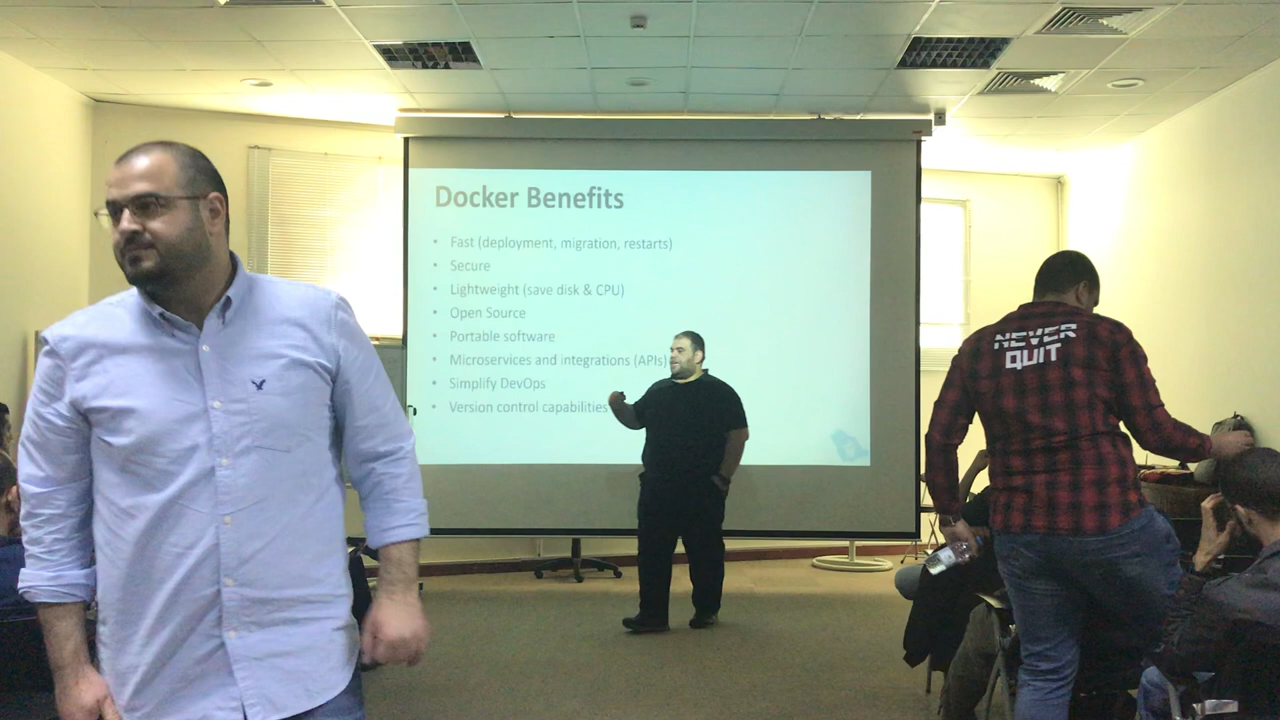 Docker Benefits
• Fast (deployment, migration, restarts)
• Secure
• Lightweight (save disk & CPU)
• Open Source
• Portable software
• Microservices and integrations (APIs)
• Simplify DevOps
• Version control capabilities
NEVER
QUIT